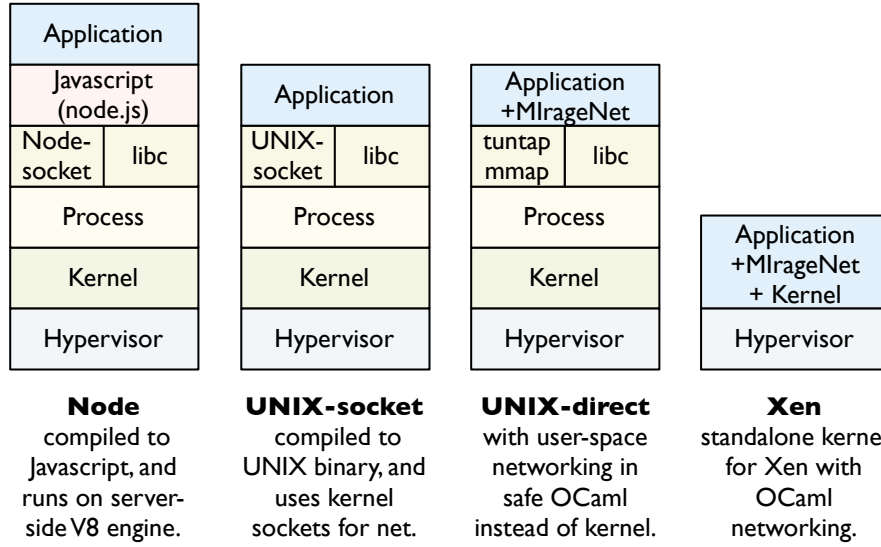 Application
Javascript
(node.js)
Node-
socket
libc
Process
Kernel
Hypervisor
Node
compiled to
Javascript, and
runs on server-
side V8 engine.
Application
UNIX-
socket
libc
Process
Kernel
Hypervisor
UNIX-socket
compiled to
UNIX binary, and
uses kernel
sockets for net.
Application
+MIrageNet
tuntap
mmap
libc
Process
Kernel
Hypervisor
UNIX-direct
with user-space
networking in
safe OCaml
instead of kernel.
Application
+MIrageNet
+ Kernel
Hypervisor
Xen
standalone kerne
for Xen with
OCaml
networking.